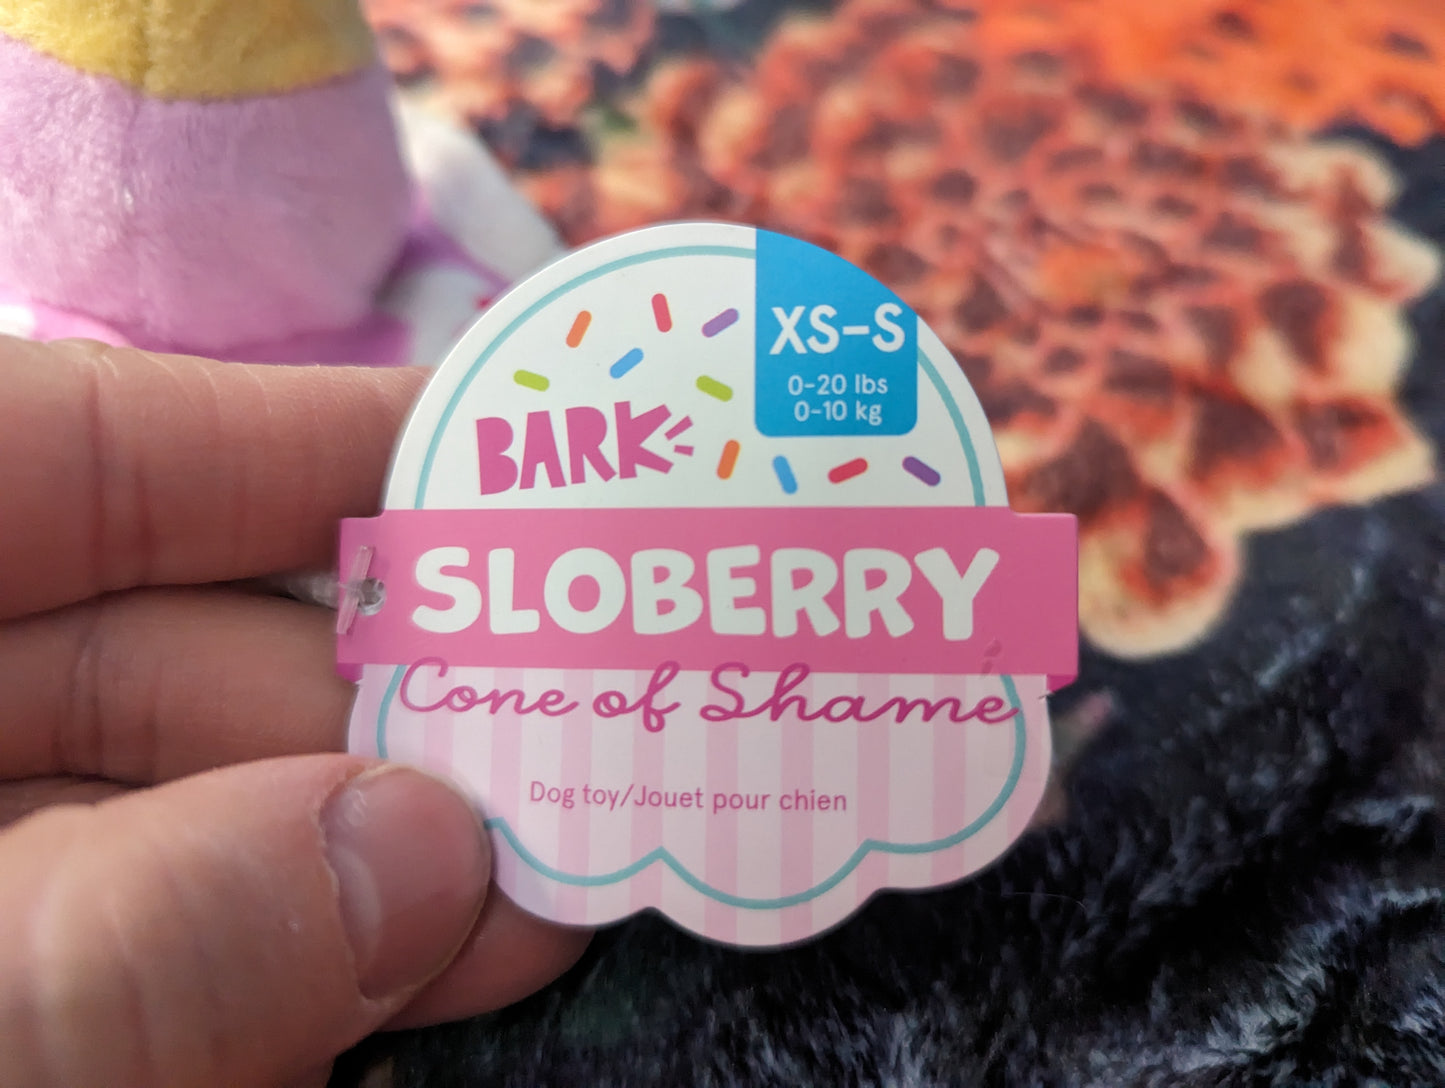 XS-S
0-20 lbs
0-10 kg
BARK
SLOBERRY
Cone of Shame
Dog toy/Jouet pour chien